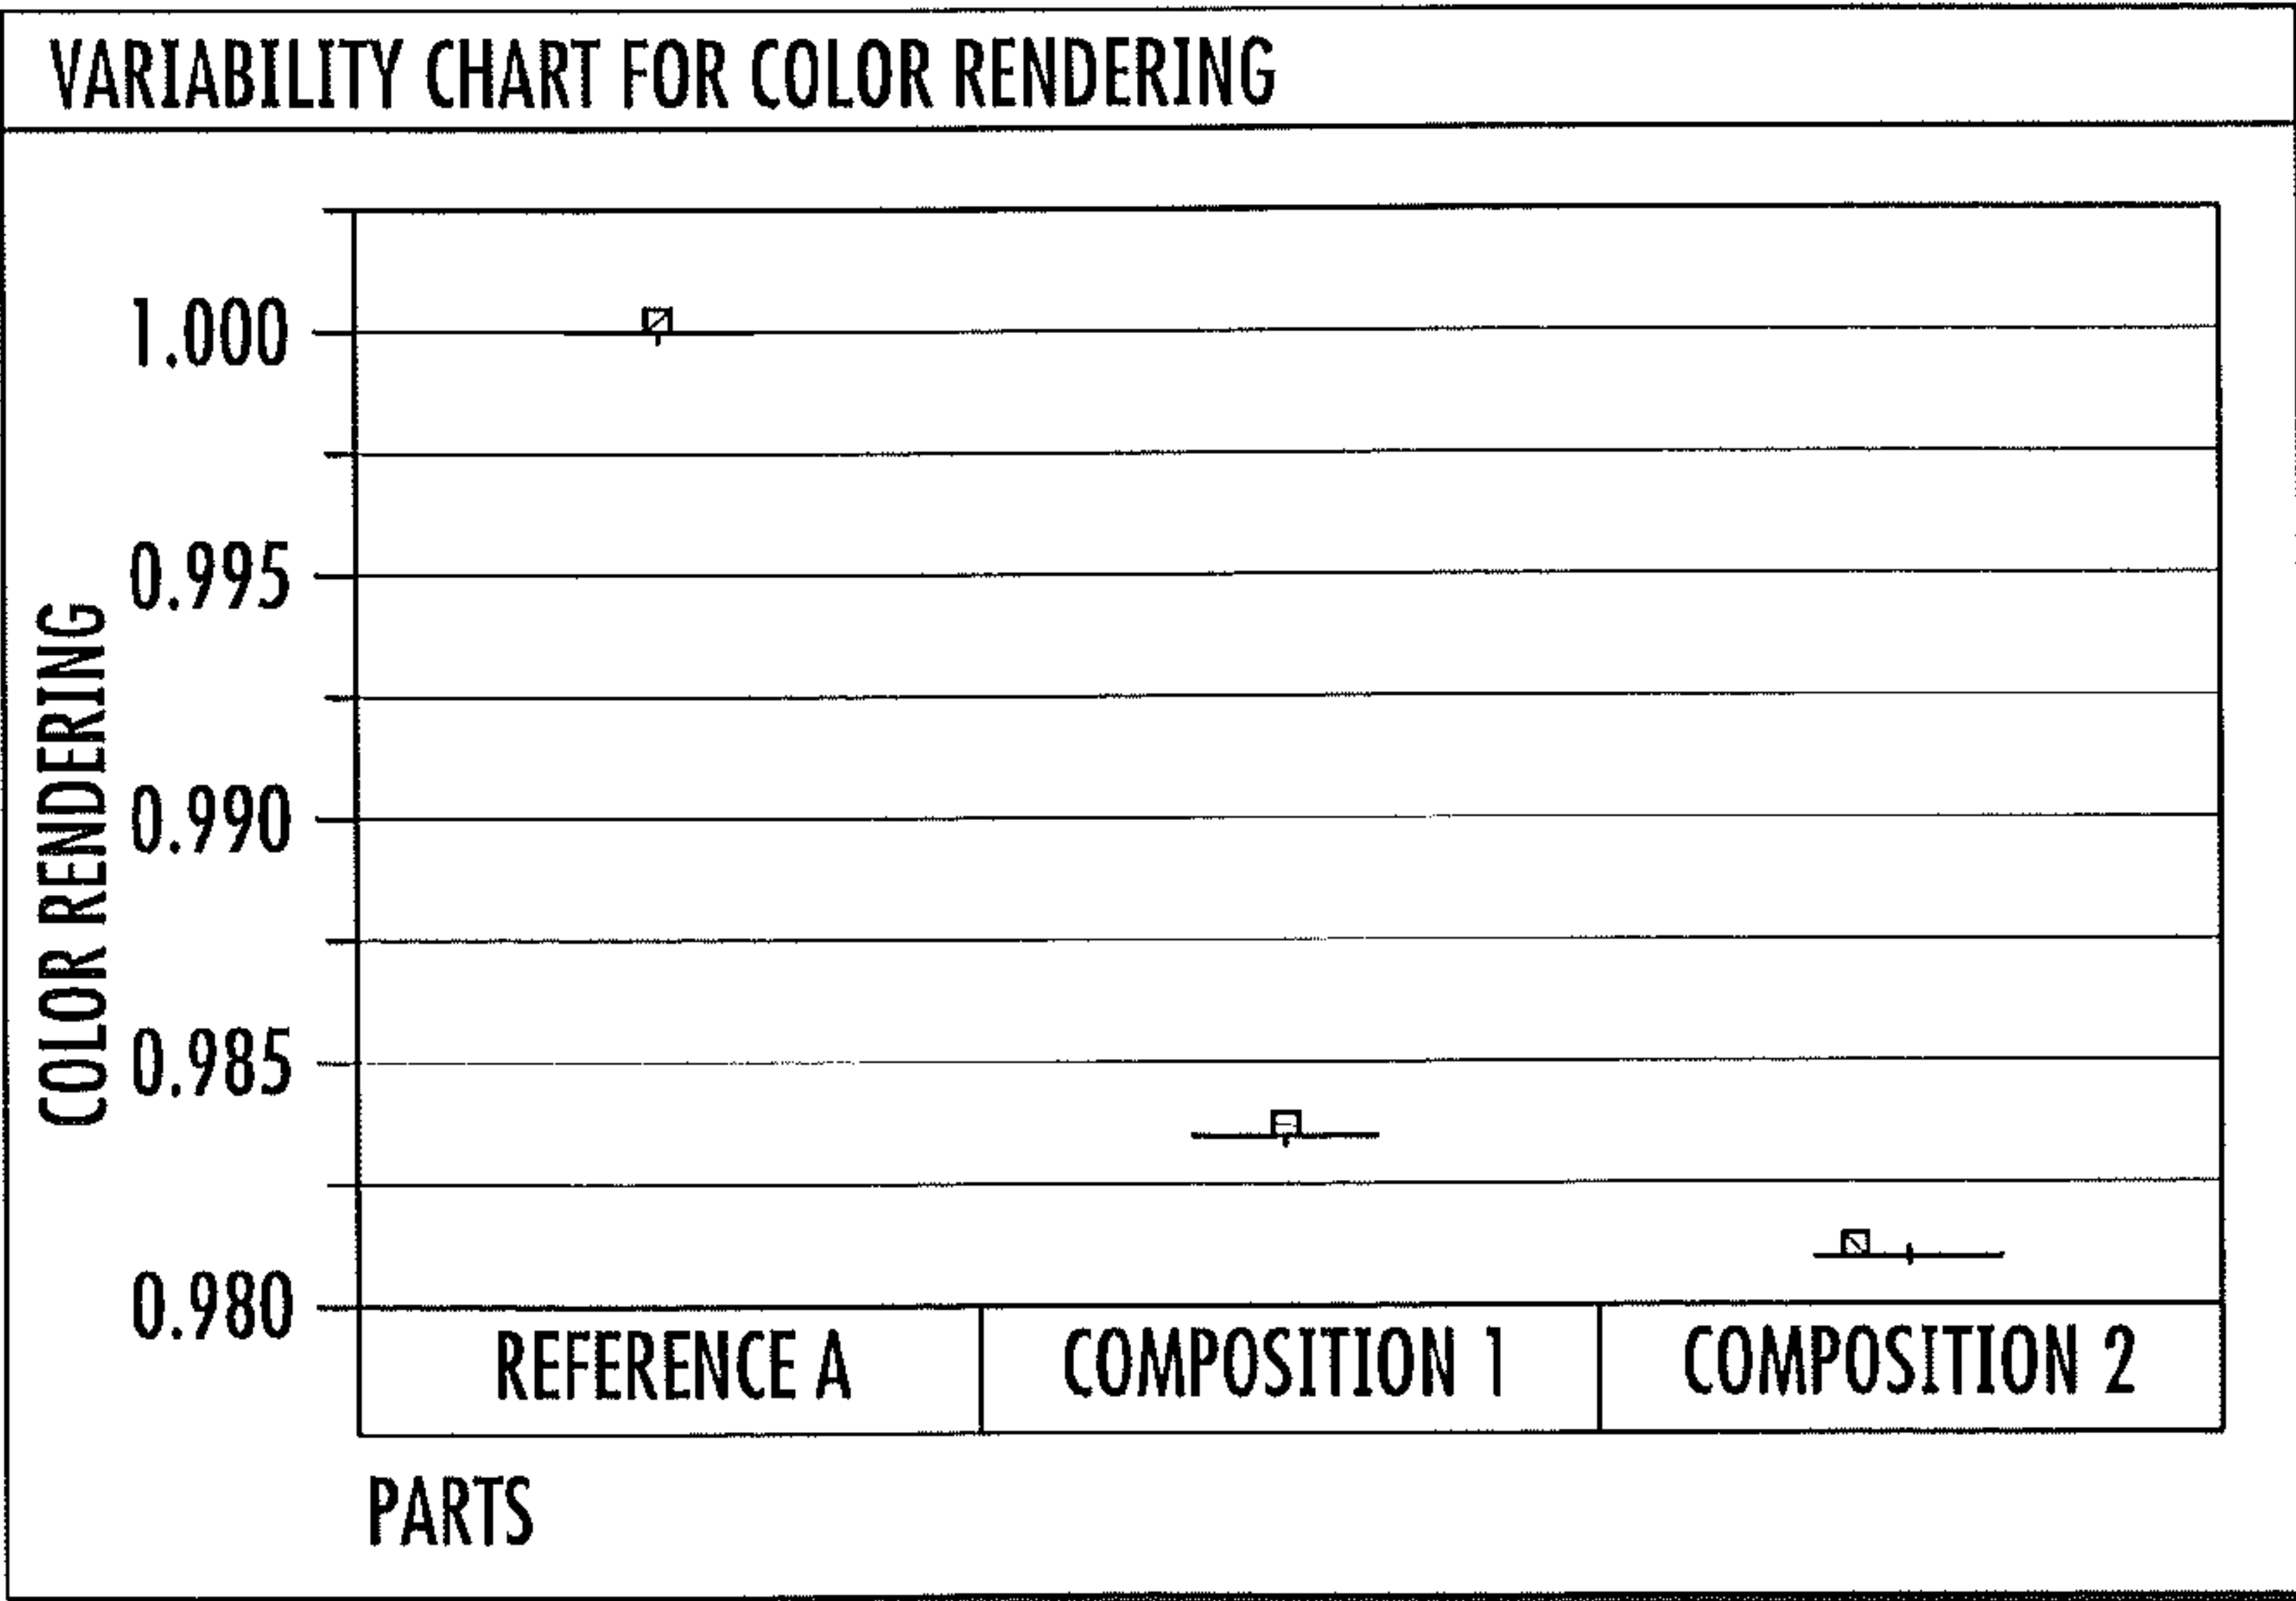 VARIABILITY CHART FOR COLOR RENDERING
COLOR RENDERING
1.000
0.995
0.990
0.985
0.980
REFERENCE A
COMPOSITION 1
COMPOSITION 2
PARTS